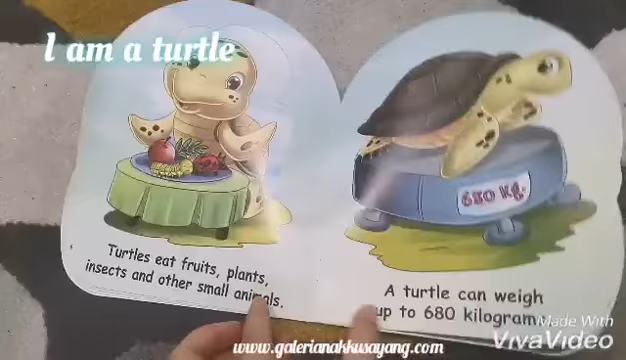 I am a turtle
Turtles eat fruits, plants,
insects and other small animals.
680 kg.
A turtle can weigh
up to 680 kilograms.
Made With
VivaVideo
www.galerianakkusayang.com